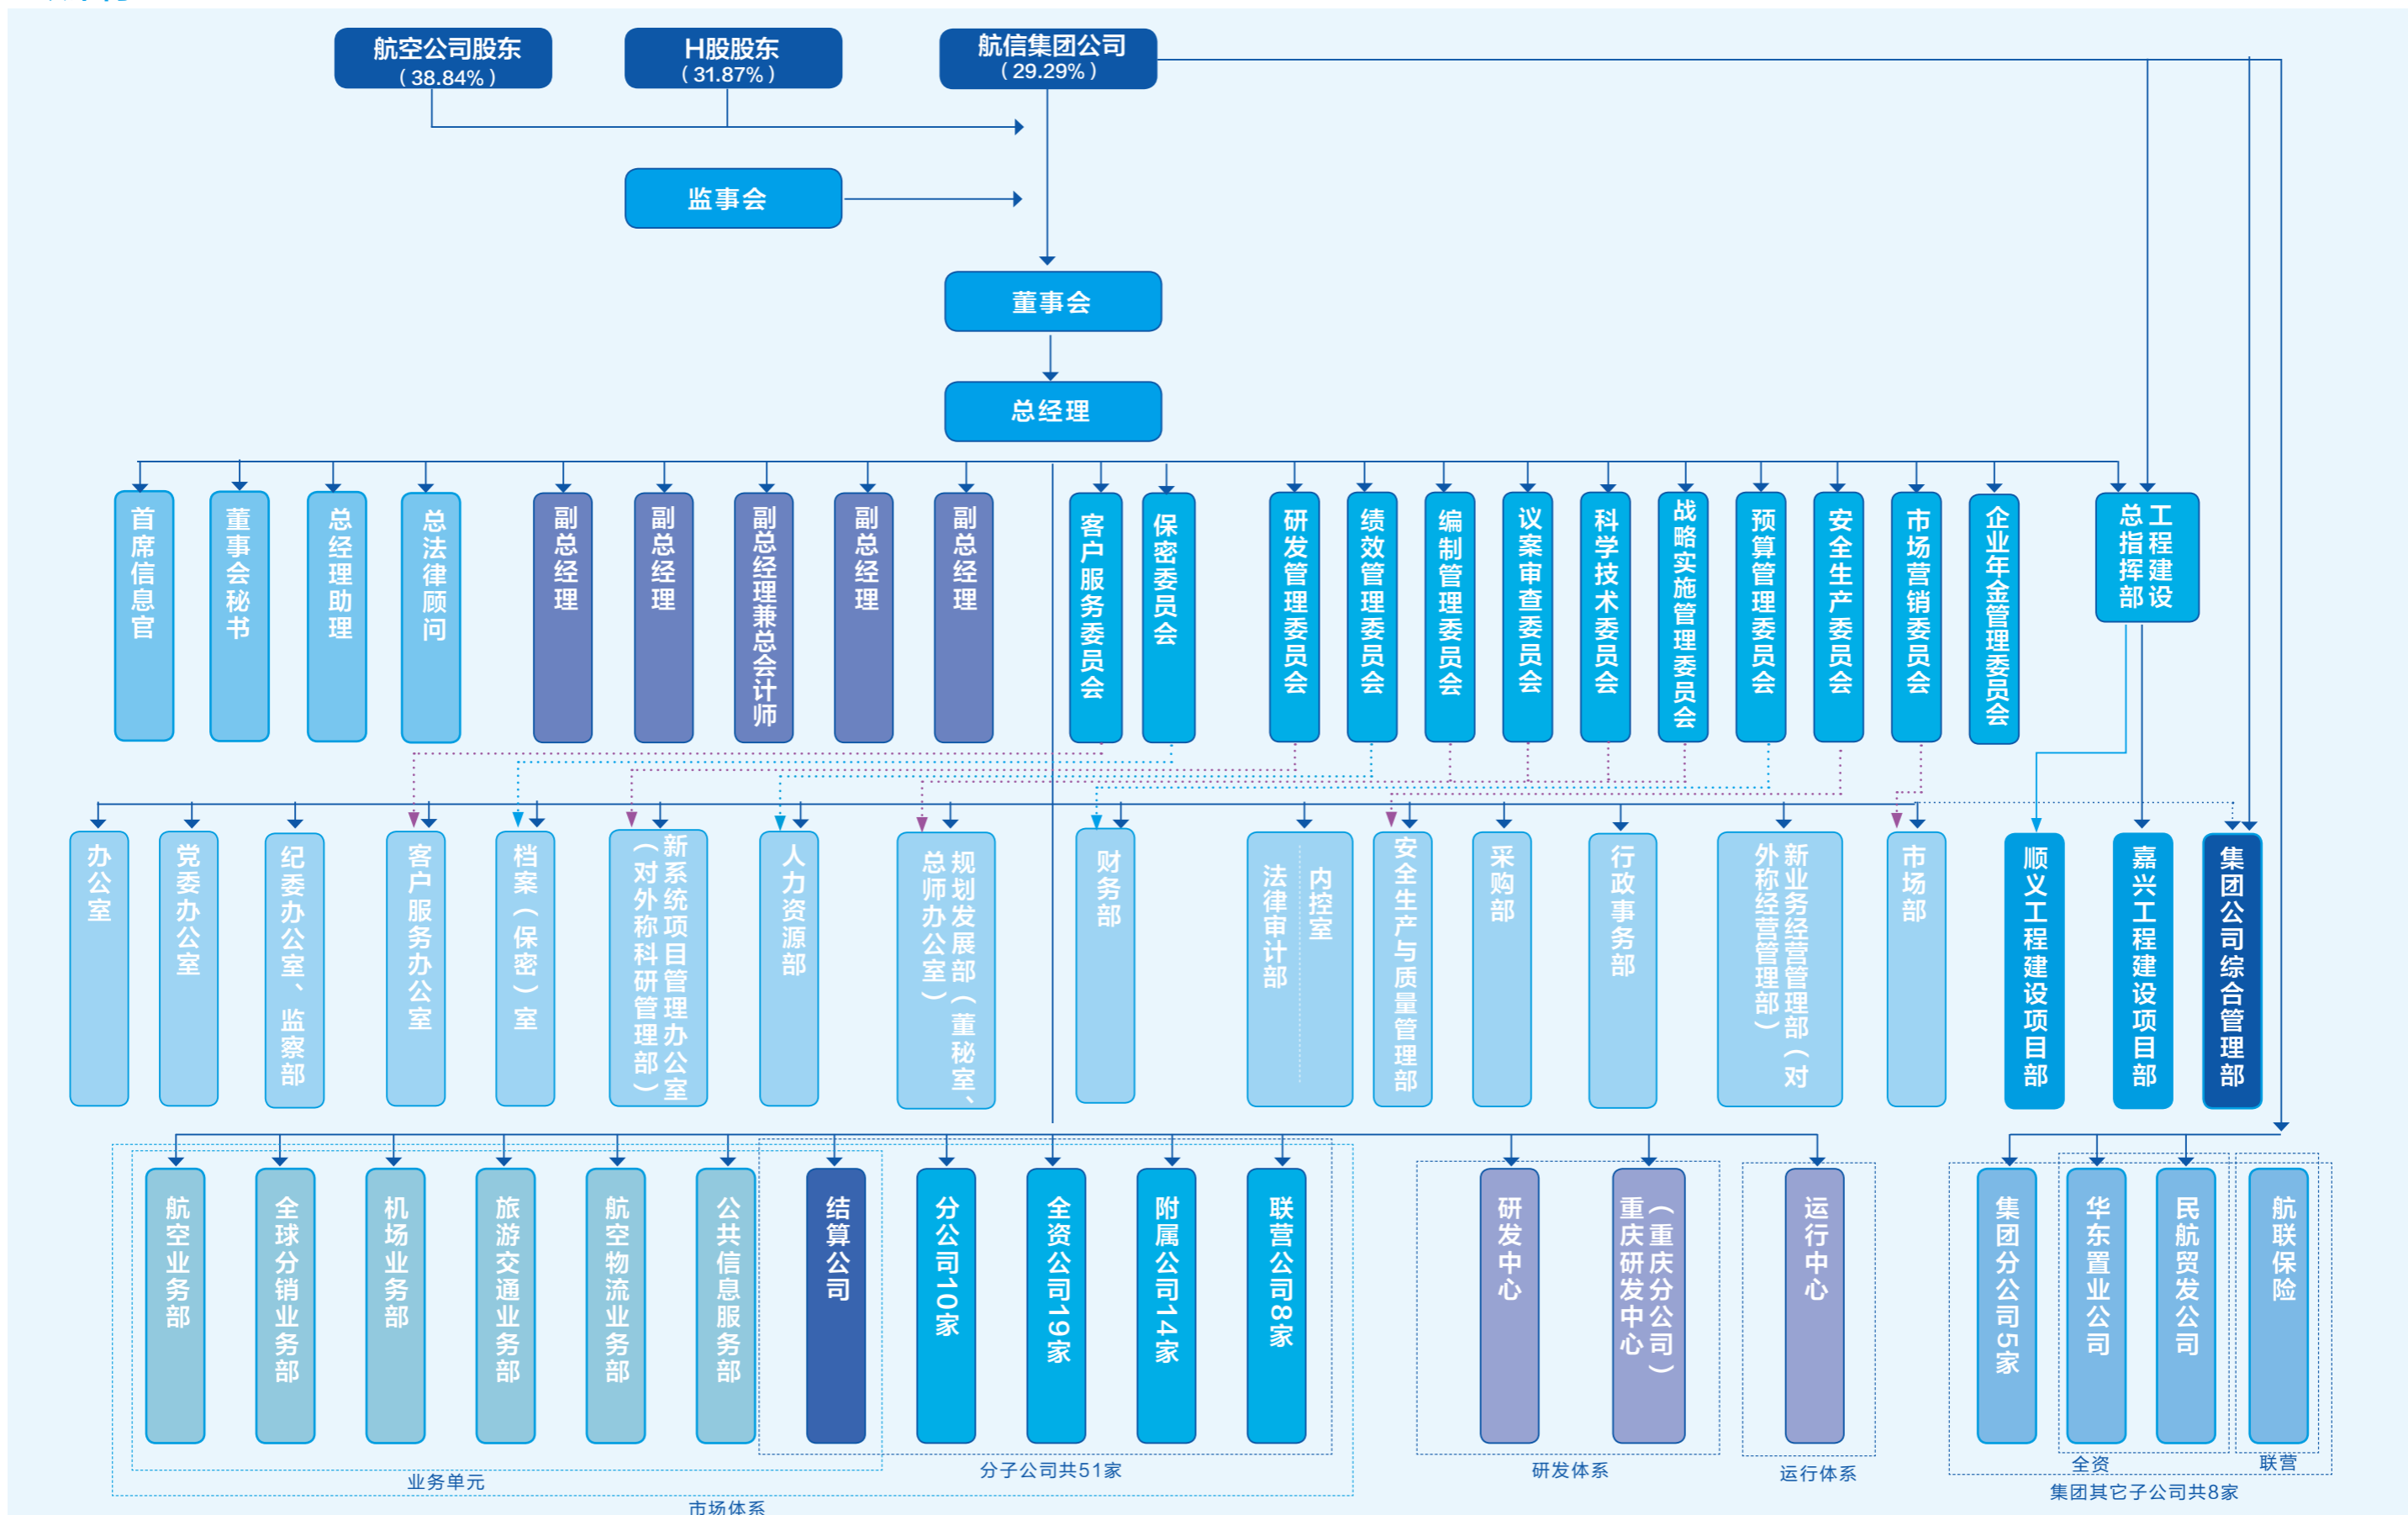 航空公司股东
（38.84%）
H股股东
（31.87%）
航信集团公司
（29.29%）
监事会
董事会
总经理
首席信息官
董事会秘书
总经理助理
总法律顾问
副总经理
副总经理
副总经理兼总会计师
副总经理
副总经理
客户服务委员会
保密委员会
研发管理委员会
绩效管理委员会
编制管理委员会
议案审查委员会
科学技术委员会
战略实施管理委员会
预算管理委员会
安全生产委员会
市场营销委员会
企业年金管理委员会
工程建设
总指挥部
办公室
党委办公室
纪委办公室、监察部
客户服务办公室
档案（保密）室
新系统项目管理办公室
（对外称科研管理部）
人力资源部
规划发展部（董秘室、
总师办公室）
财务部
法律审计部
内控室
安全生产与质量管理部
采购部
行政事务部
新业务经营管理部（对
外称经营管理部）
市场部
顺义工程建设项目部
嘉兴工程建设项目部
集团公司综合管理部
航空业务部
全球分销业务部
机场业务部
旅游交通业务部
航空物流业务部
公共信息服务部
结算公司
分公司10家
全资公司19家
附属公司14家
联营公司8家
研发中心
（重庆分公司）
重庆研发中心
运行中心
集团分公司5家
华东置业公司
民航贸发公司
航联保险
业务单元
分子公司共51家
市场体系
研发体系
运行体系
全资
联营
集团其它子公司共8家